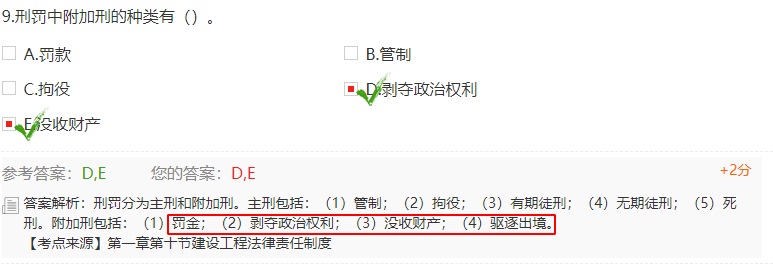 9.刑罚中附加刑的种类有（）。
A.罚款 B.管制
C.拘役 D.剥夺政治权利
E.没收财产
参考答案：D,E 您的答案：D,E +2分
答案解析：刑罚分为主刑和附加刑。主刑包括：（1）管制；（2）拘役；（3）有期徒刑；（4）无期徒刑；（5）死
刑。附加刑包括：（1）罚金；（2）剥夺政治权利；（3）没收财产；（4）驱逐出境。
【考点来源】第一章第十节建设工程法律责任制度